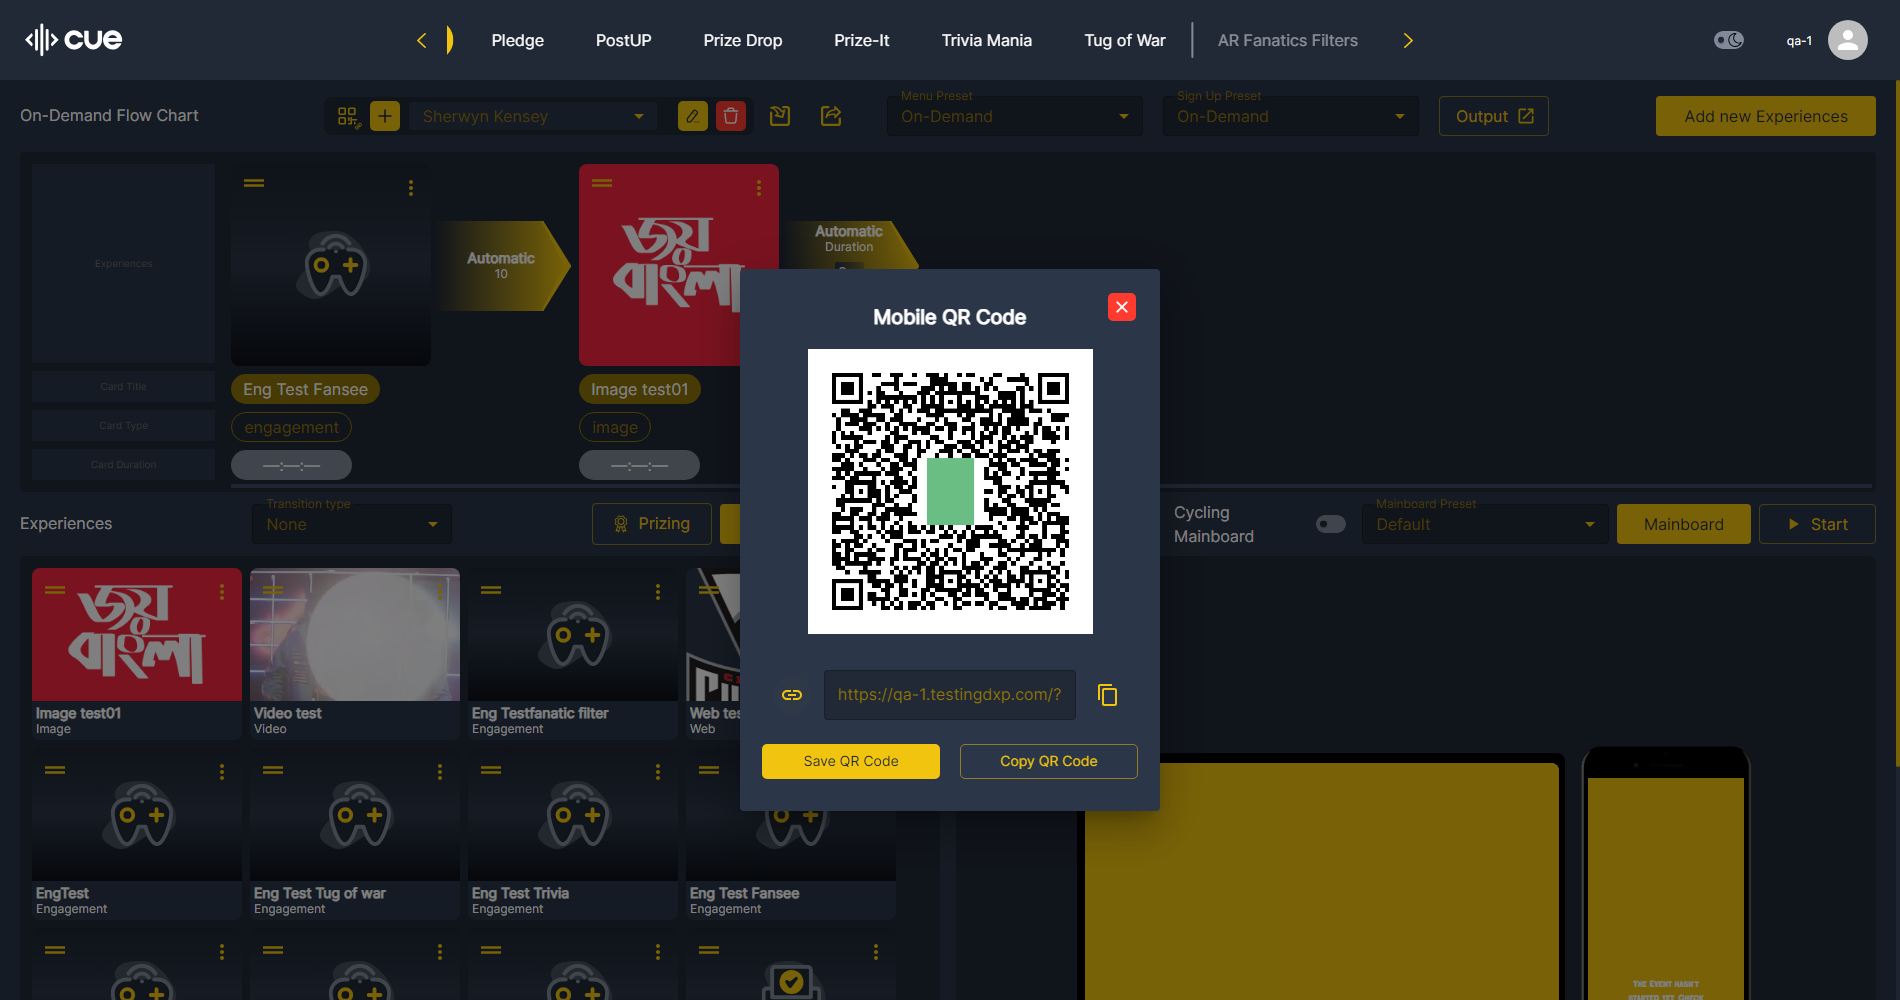 cue
Pledge
PostUP
Prize Drop
Prize-It
Trivia Mania
Tug of War
AR Fanatics Filters
qa-1
On-Demand Flow Chart
Sherwyn Kensey
Menu Preset
On-Demand
Sign Up Preset
On-Demand
Output
Add new Experiences
Experiences
Card Title
Card Type
Card Duration
Automatic
10
জয়
বাংলা
Automatic
Duration
Eng Test Fansee
engagement
—:—:—
Image test01
image
—:—:—
Mobile QR Code
https://qa-1.testingdxp.com/?
Save QR Code
Copy QR Code
Experiences
Transition type
None
Prizing
Cycling
Mainboard
Mainboard Preset
Default
Mainboard
Start
জয়
বাংলা
Image test01
Image
Video test
Video
Eng Testfanatic filter
Engagement
Web tes
Web
EngTest
Engagement
Eng Test Tug of war
Engagement
Eng Test Trivia
Engagement
Eng Test Fansee
Engagement
The Event hasn't
started yet. Check